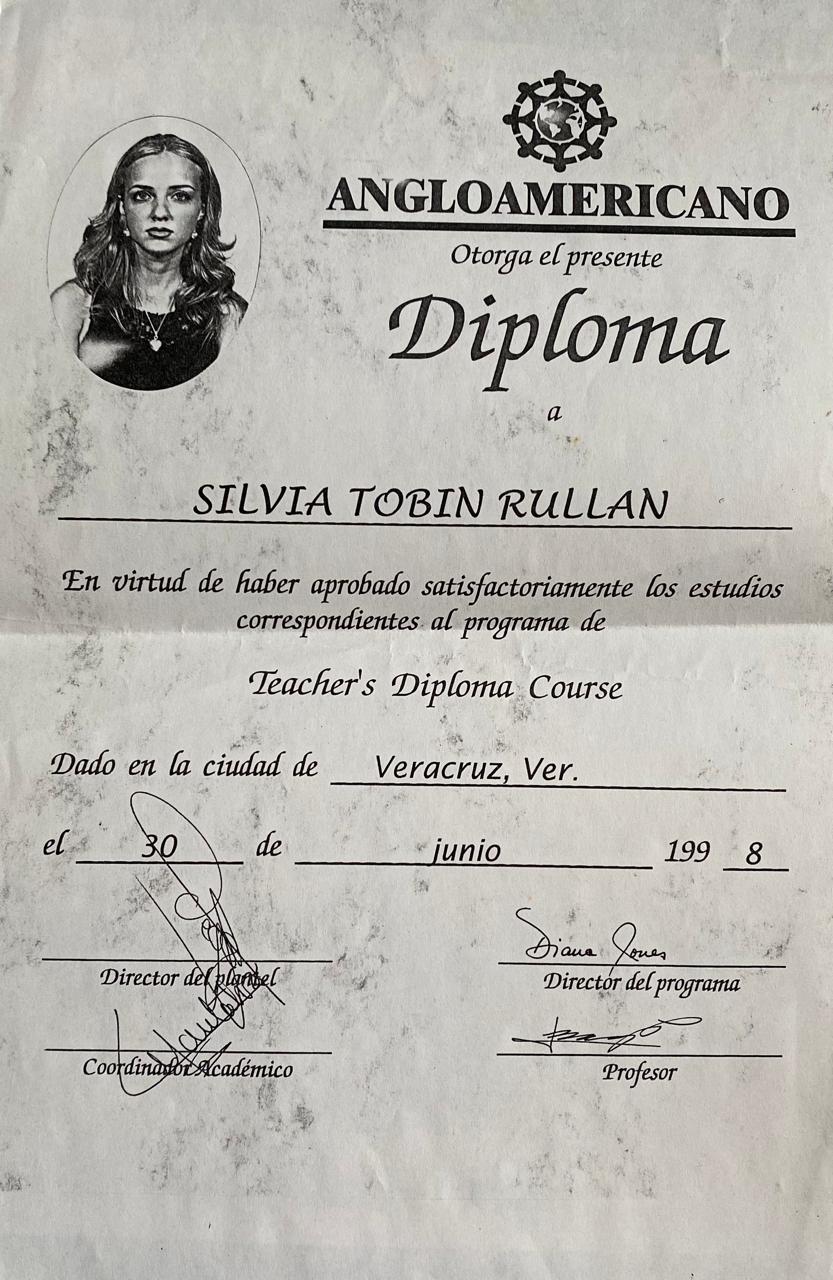 ANGLOAMERICANO
Otorga el presente
Diploma
a
SILVIA TOBIN RULLAN
En virtud de haber aprobado satisfactoriamente los estudios
correspondientes al programa de
Teacher's Diploma Course
Dado en la ciudad de Veracruz, Ver.
el 30 de junio 199 8
Diana Jones
Director del plantel
Director del programa
Coordinador Académico
Profesor